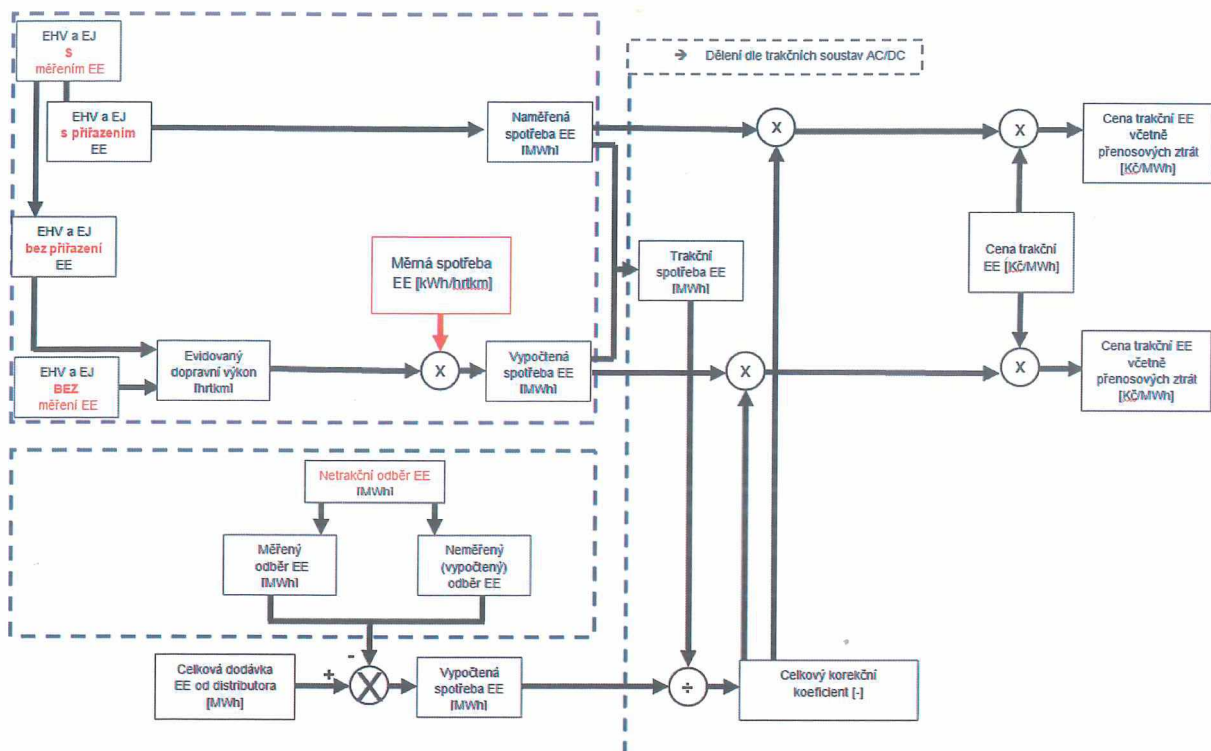 EHV a EJ
S
měřením EE
→ Dělení dle trakčních soustav AC/DC
EHV a EJ
s přiřazením
EE
Naměřená
spotřeba EE
[MWh]
X
X
Cena trakční EE
včetně
přenosových ztrát
[Kč/MWh]
EHV a EJ
bez přiřazení
EE
Měrná spotřeba
EE [kWh/hrtkm]
Trakční
spotřeba EE
[MWh]
Cena trakční
EE [Kč/MWh]
EHV a EJ
BEZ
měření EE
Evidovaný
dopravní výkon
[hrtkm]
X
Vypočtená
spotřeba EE
[MWh]
X
X
Cena trakční EE
včetně
přenosových ztrát
[Kč/MWh]
Netrakční odběr EE
[MWh]
Měřený
odběr EE
[MWh]
Neměřený
(vypočtený)
odběr EE
Celková dodávka
EE od distributora
[MWh]
+
-
X
Vypočtená
spotřeba EE
[MWh]
÷
Celkový korekční
koeficient [-]